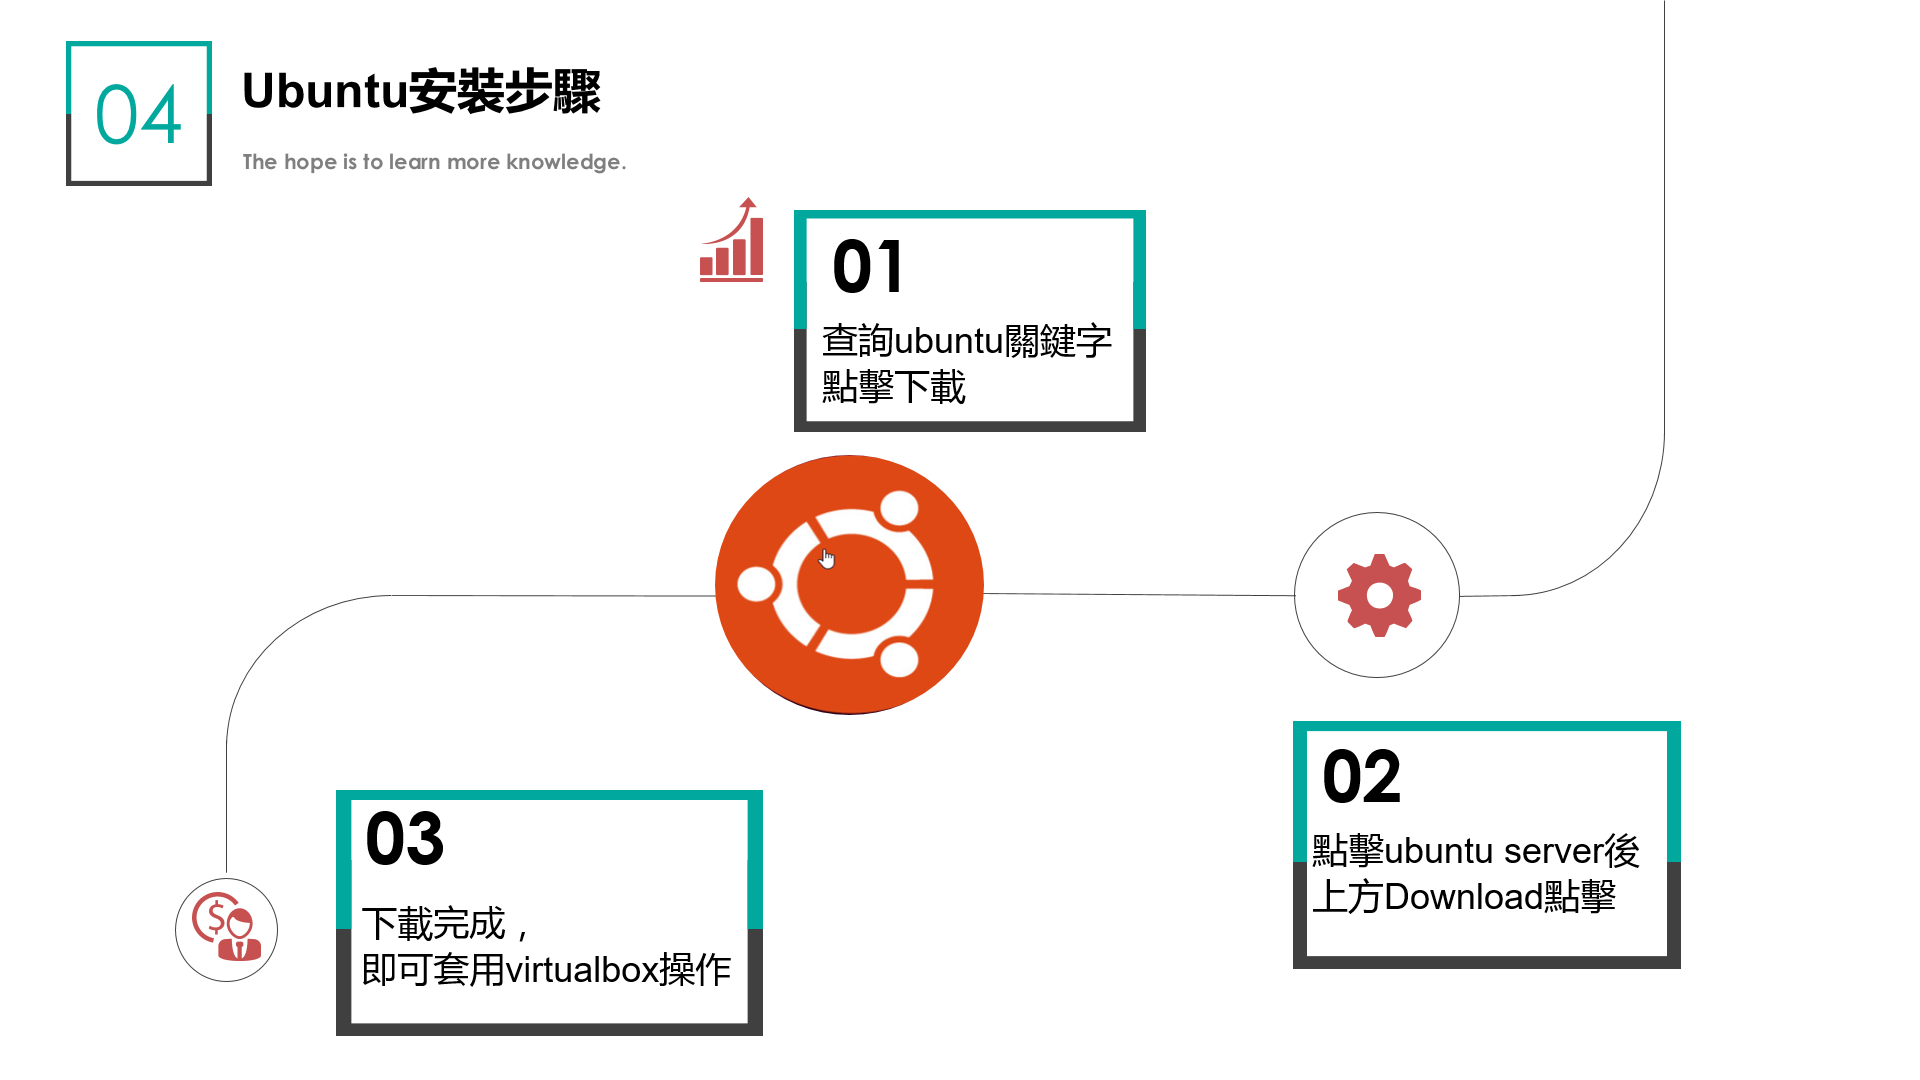 04
Ubuntu安裝步驟
The hope is to learn more knowledge.
01
查詢ubuntu關鍵字
點擊下載
02
點擊ubuntu server後
上方Download點擊
03
下載完成，
即可套用virtualbox操作